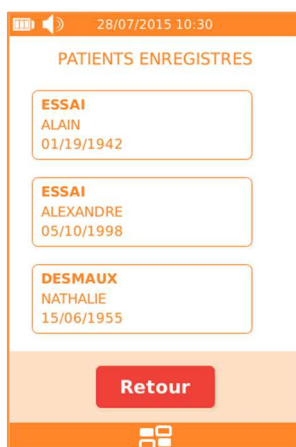 28/07/2015 10:30
PATIENTS ENREGISTRES
ESSAI
ALAIN
01/19/1942
ESSAI
ALEXANDRE
05/10/1998
DESMAUX
NATHALIE
15/06/1955
Retour